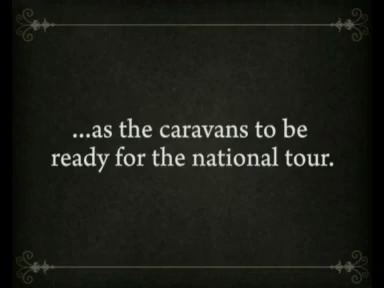 ...as the caravans to be
ready for the national tour.